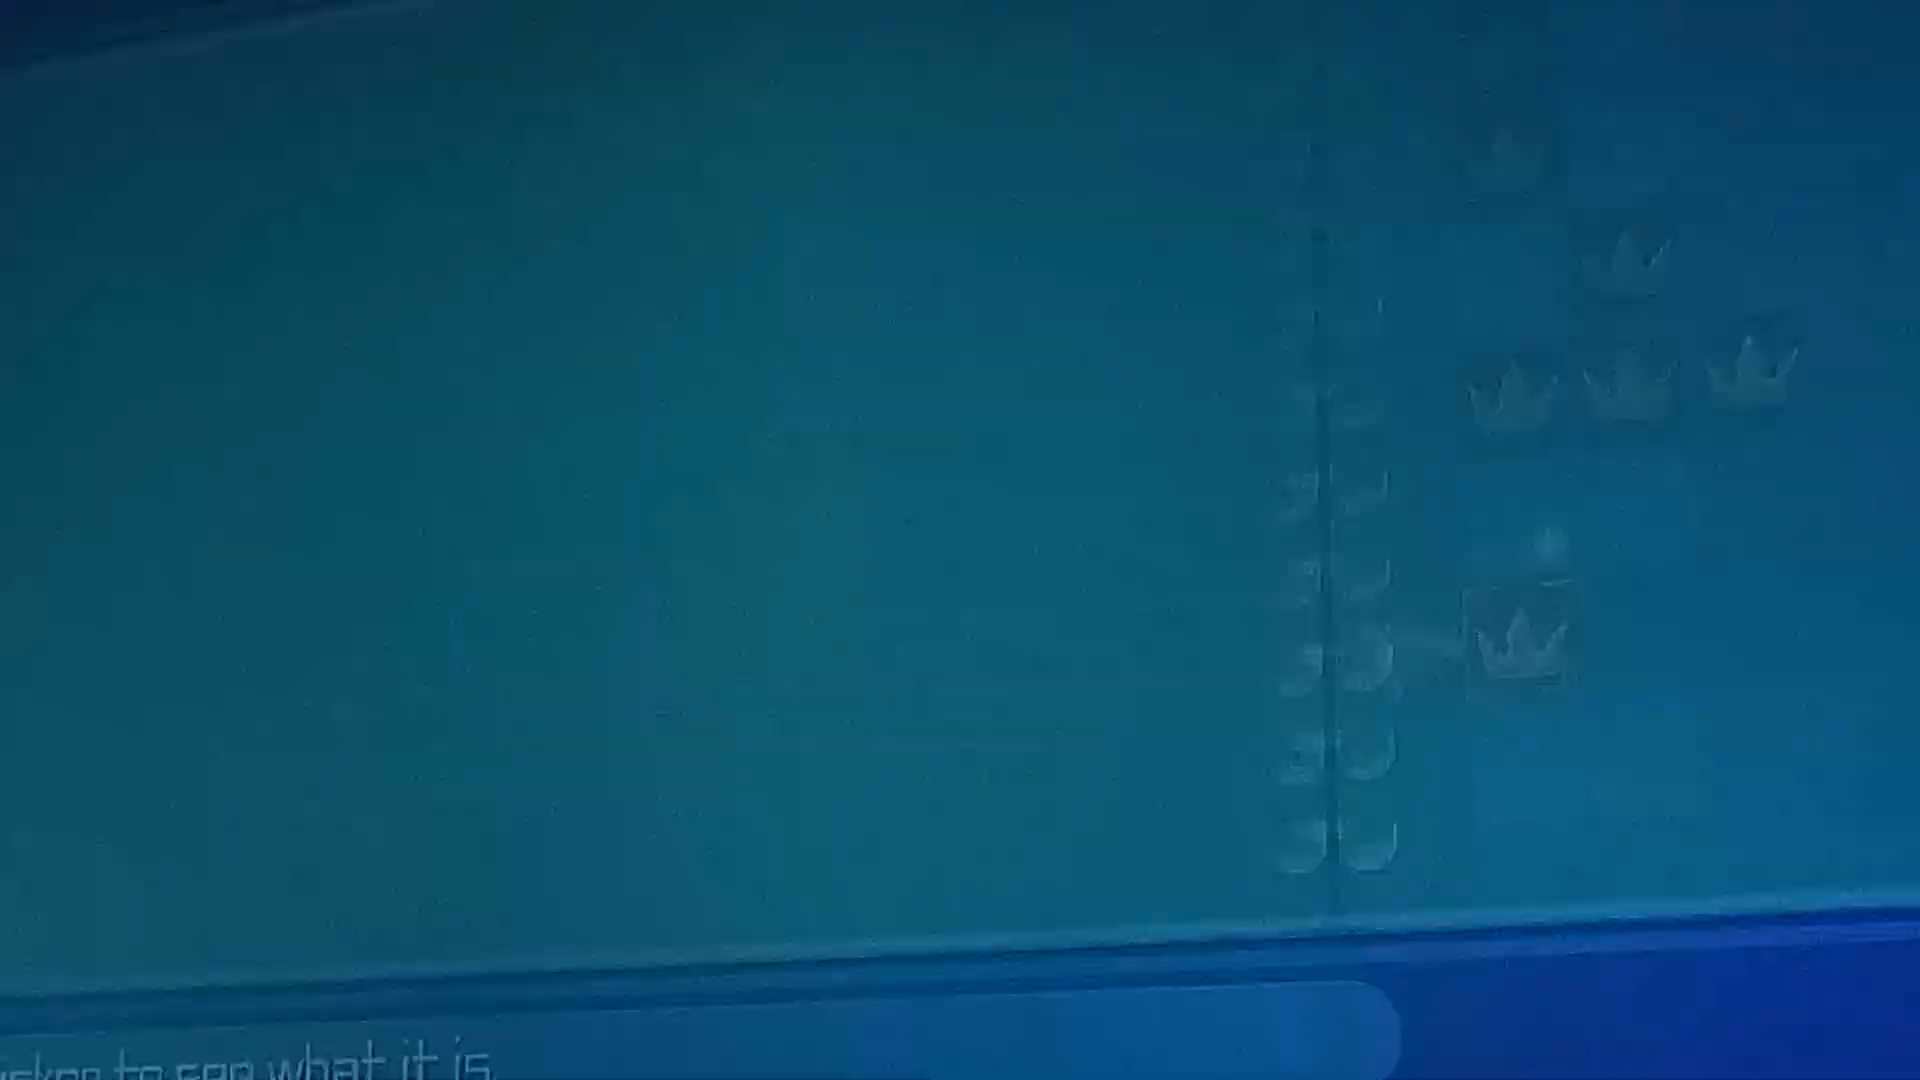 to see what it is.